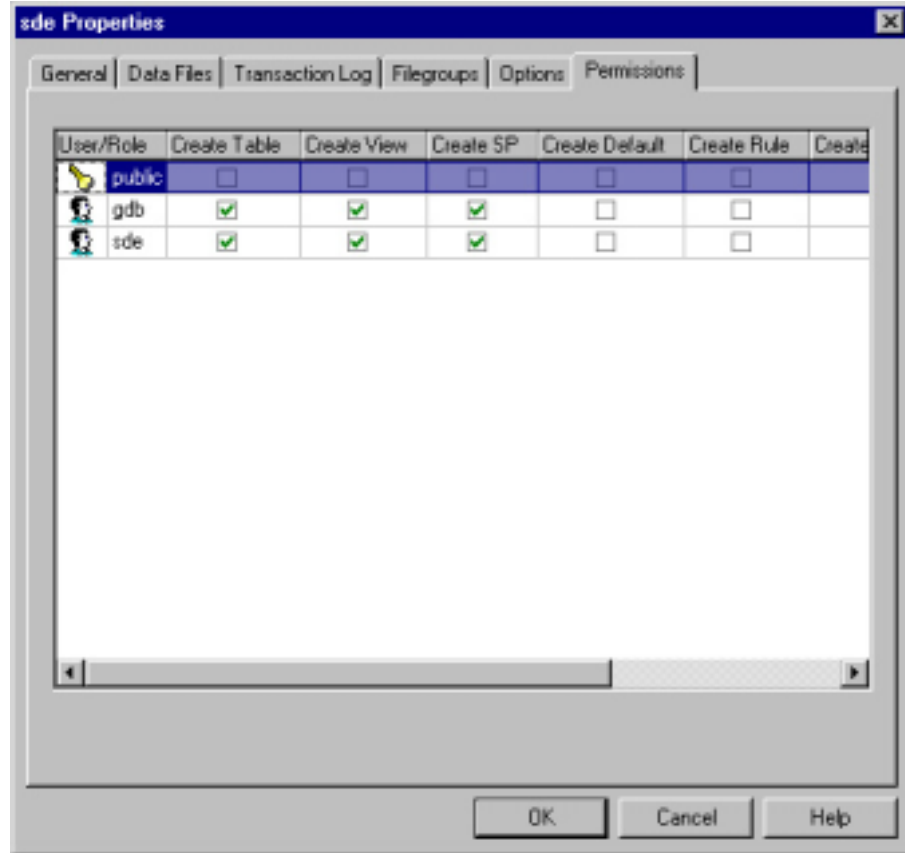 sde Properties
General Data Files Transaction Log Filegroups Options Permissions
User/Role Create Table Create View Create SP Create Default Create Rule Create
public
gdb
sde
OK Cancel Help